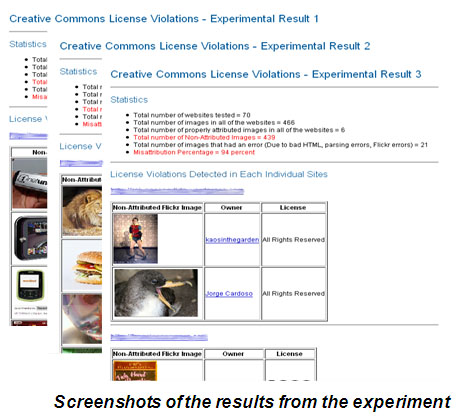 Creative Commons License Violations - Experimental Result 1
Statistics
Total
Total
Total
Total
Total
Misa
License V
Non-
Creative Commons License Violations - Experimental Result 2
Statistics
Total
Total
Total
Total
Total
Misatt
License Vi
Non-Attribut
Creative Commons License Violations - Experimental Result 3
Statistics
Total number of websites tested = 70
Total number of images in all of the websites = 466
Total number of properly attributed images in all of the websites = 6
Total number of Non-Attributed Images = 439
Total number of images that had an error (Due to bad HTML, parsing errors, Flickr errors) = 21
Misattribution Percentage = 94 percent
License Violations Detected in Each Individual Sites
Non-Attributed Flickr Image Owner License
kaosinthegarden All Rights Reserved
Jorge Cardoso All Rights Reserved
Non-Attributed Flickr Image Owner License
Screenshots of the results from the experiment